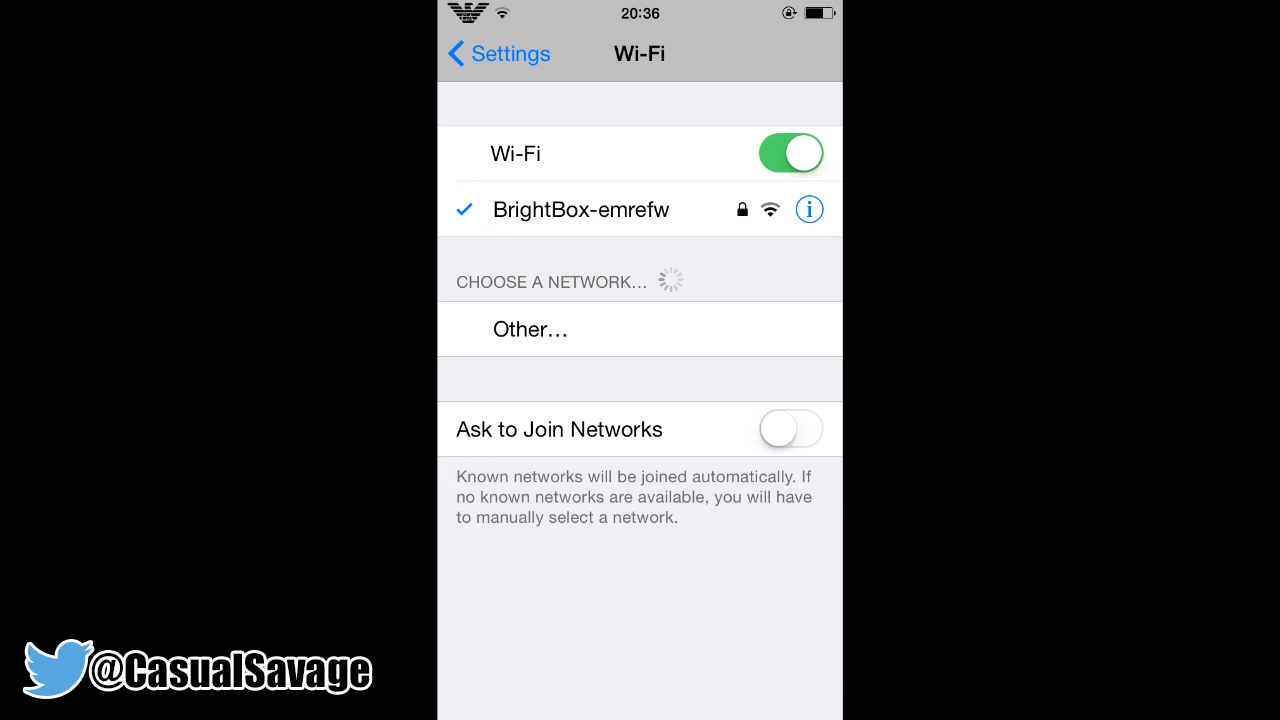 20:36
Settings
Wi-Fi
Wi-Fi
BrightBox-emrefw
CHOOSE A NETWORK...
Other...
Ask to Join Networks
Known networks will be joined automatically. If
no known networks are available, you will have
to manually select a network.
@CasualSavage